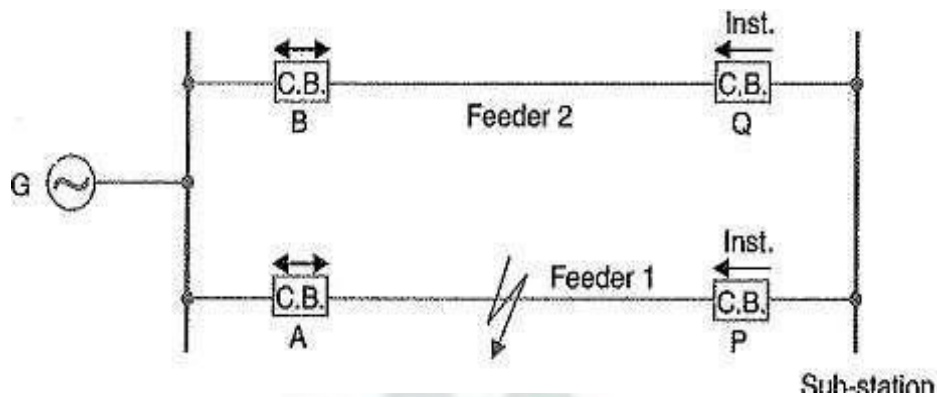 Inst.
C.B.
C.B.
B
Feeder 2
Q
G
Inst.
Feeder 1
C.B.
C.B.
A
P
Sub-station